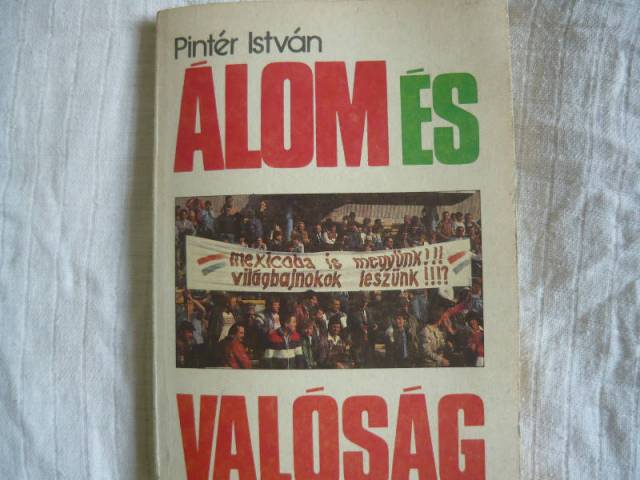 Pintér István
ÁLOM ÉS
mexicoba is megyünk!!!
világbajnokok leszünk!!!?
VALÓSÁG